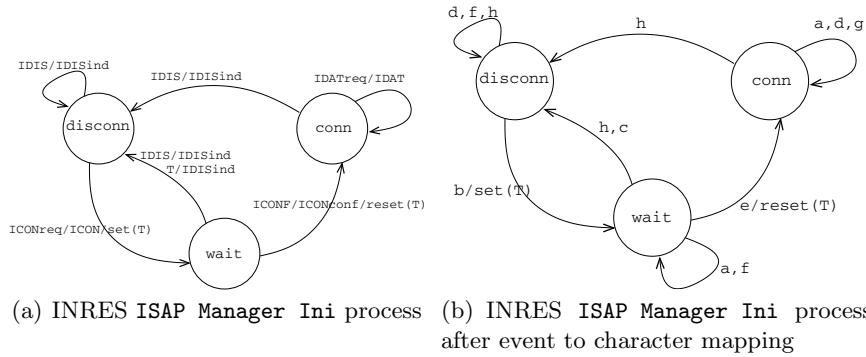 IDIS/IDISind
IDIS/IDISind
IDATreq/IDAT
disconn
conn
IDIS/IDISind
T/IDISind
ICONreq/ICON/set(T)
ICONF/ICONconf/reset(T)
wait
(a) INRES ISAP Manager Ini process
d,f,h
h
a,d,g
disconn
conn
h,c
b/set(T)
e/reset(T)
wait
a,f
(b) INRES ISAP Manager Ini process
after event to character mapping